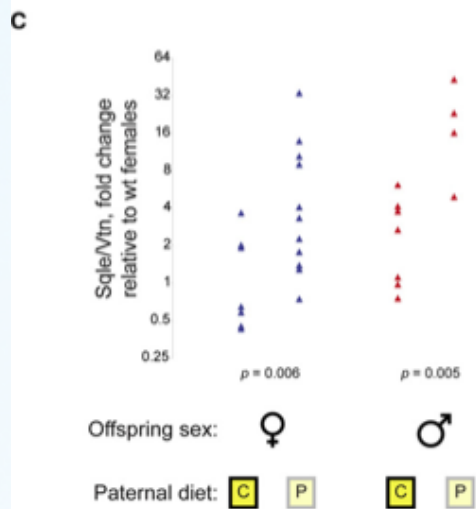 C
64
32
16
8
4
2
1
0.5
0.25
Sqle/Vtn, fold change
relative to wt females
p = 0.006 p = 0.005
Offspring sex: ♀ ♂
Paternal diet: C P C P